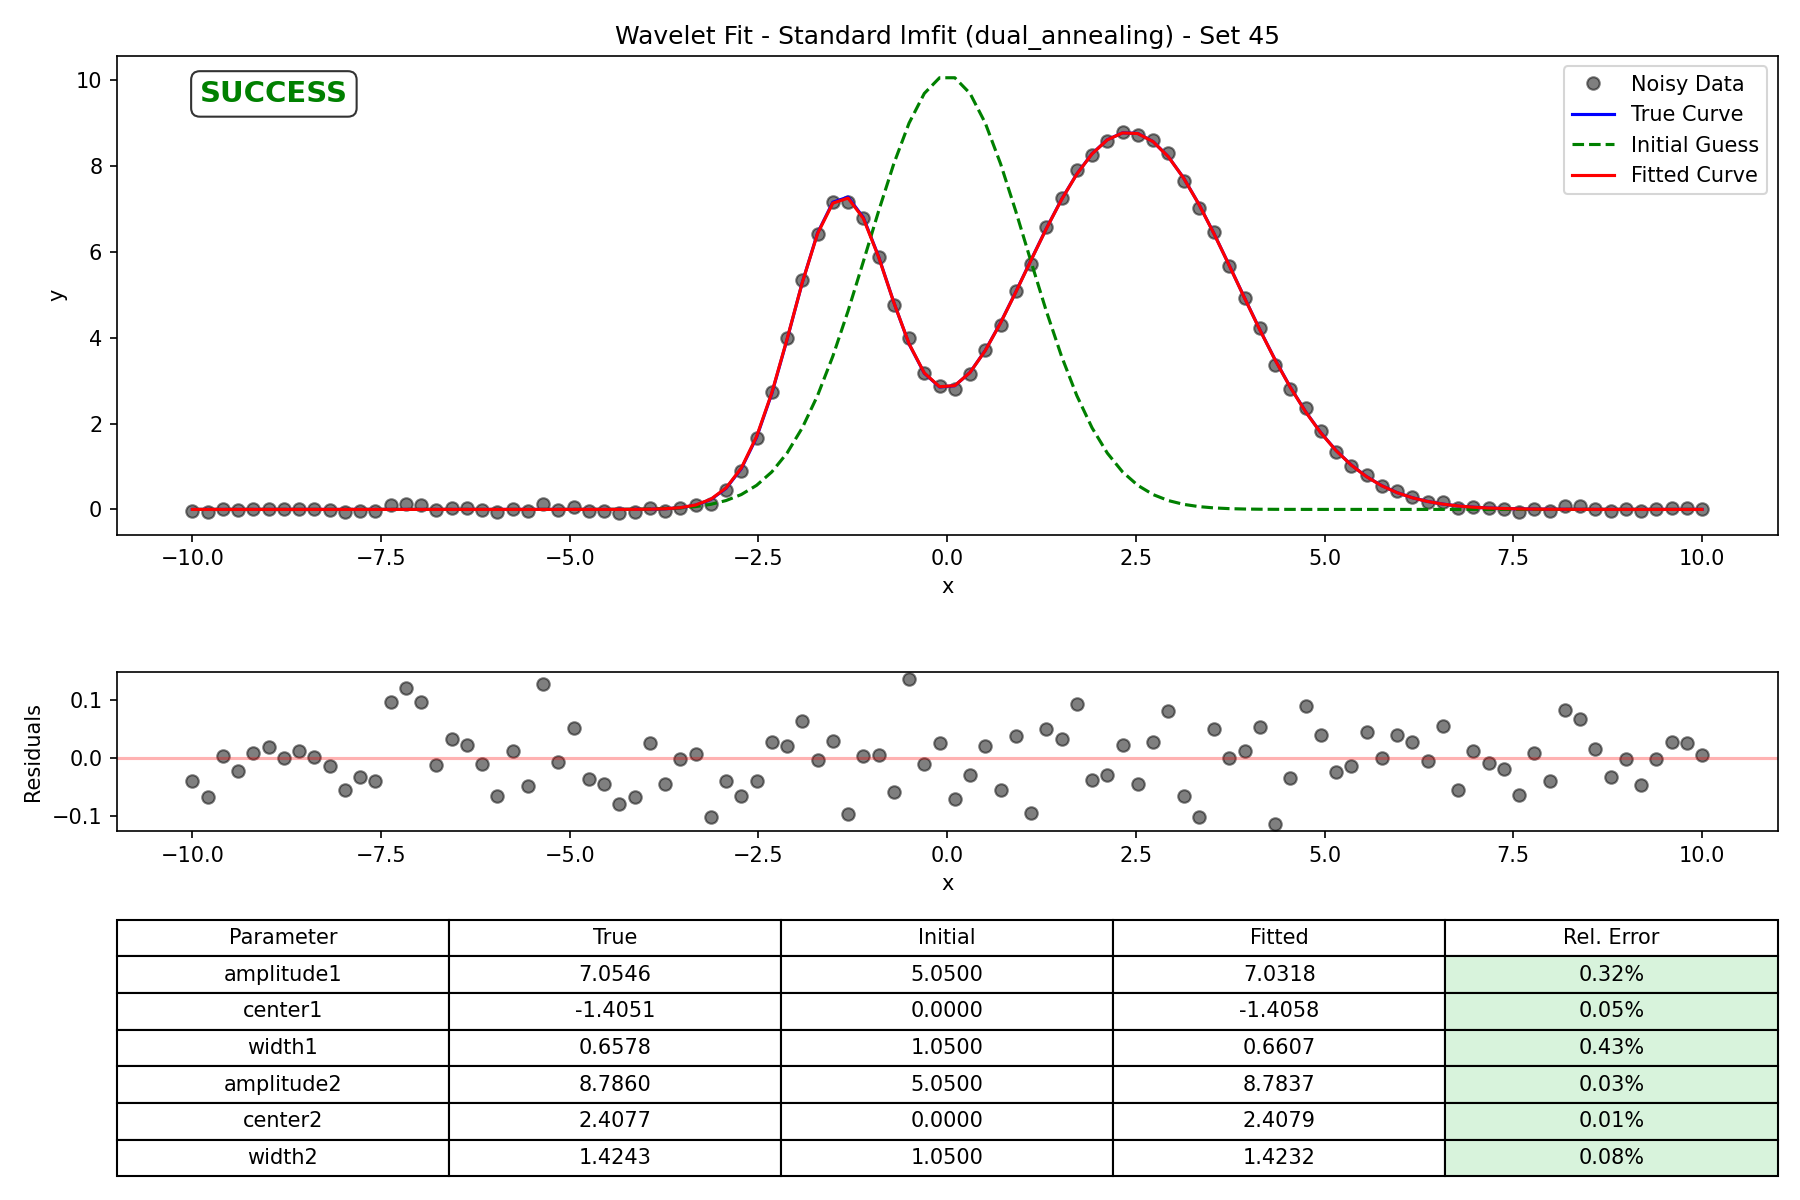 Wavelet Fit - Standard lmfit (dual_annealing) - Set 45
SUCCESS
Noisy Data
True Curve
Initial Guess
Fitted Curve
y
10
8
6
4
2
0
−10.0 −7.5 −5.0 −2.5 0.0 2.5 5.0 7.5 10.0
x
Residuals
0.1
0.0
−0.1
−10.0 −7.5 −5.0 −2.5 0.0 2.5 5.0 7.5 10.0
x
Parameter True Initial Fitted Rel. Error
amplitude1 7.0546 5.0500 7.0318 0.32%
center1 -1.4051 0.0000 -1.4058 0.05%
width1 0.6578 1.0500 0.6607 0.43%
amplitude2 8.7860 5.0500 8.7837 0.03%
center2 2.4077 0.0000 2.4079 0.01%
width2 1.4243 1.0500 1.4232 0.08%